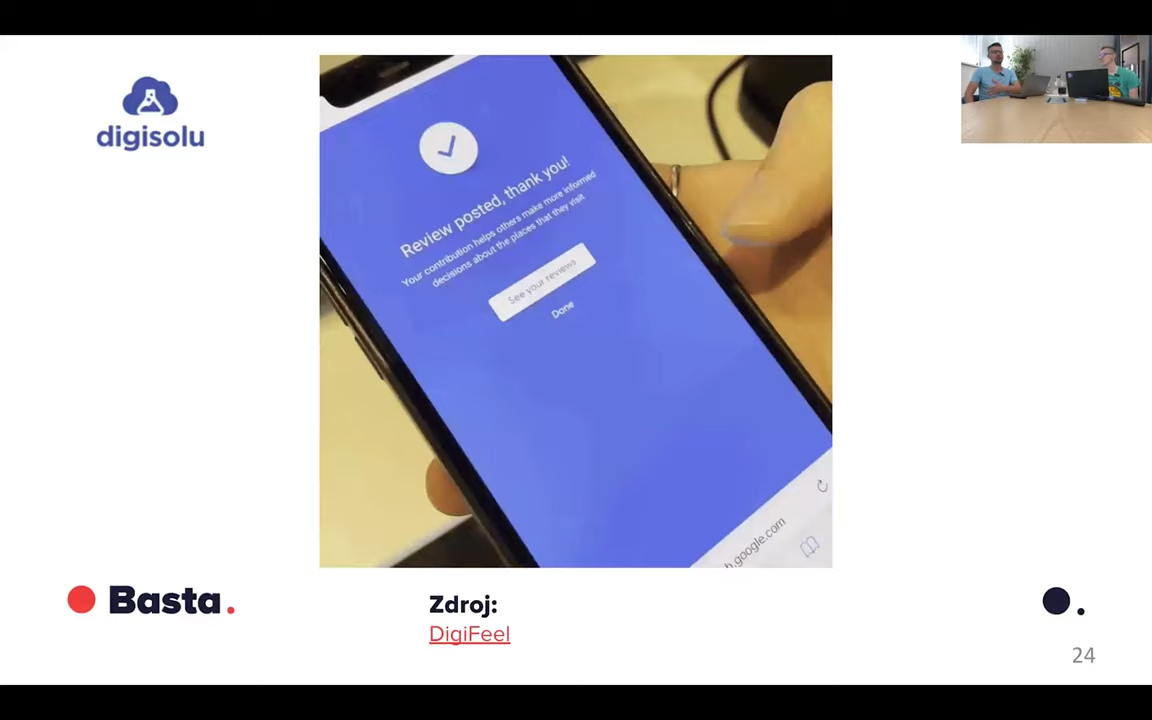 digisolu
Review posted, thank you!
Your contribution helps others make more informed
decisions about the places that they visit
See your reviews
Done
h.google.com
Basta.
Zdroj:
DigiFeel
24